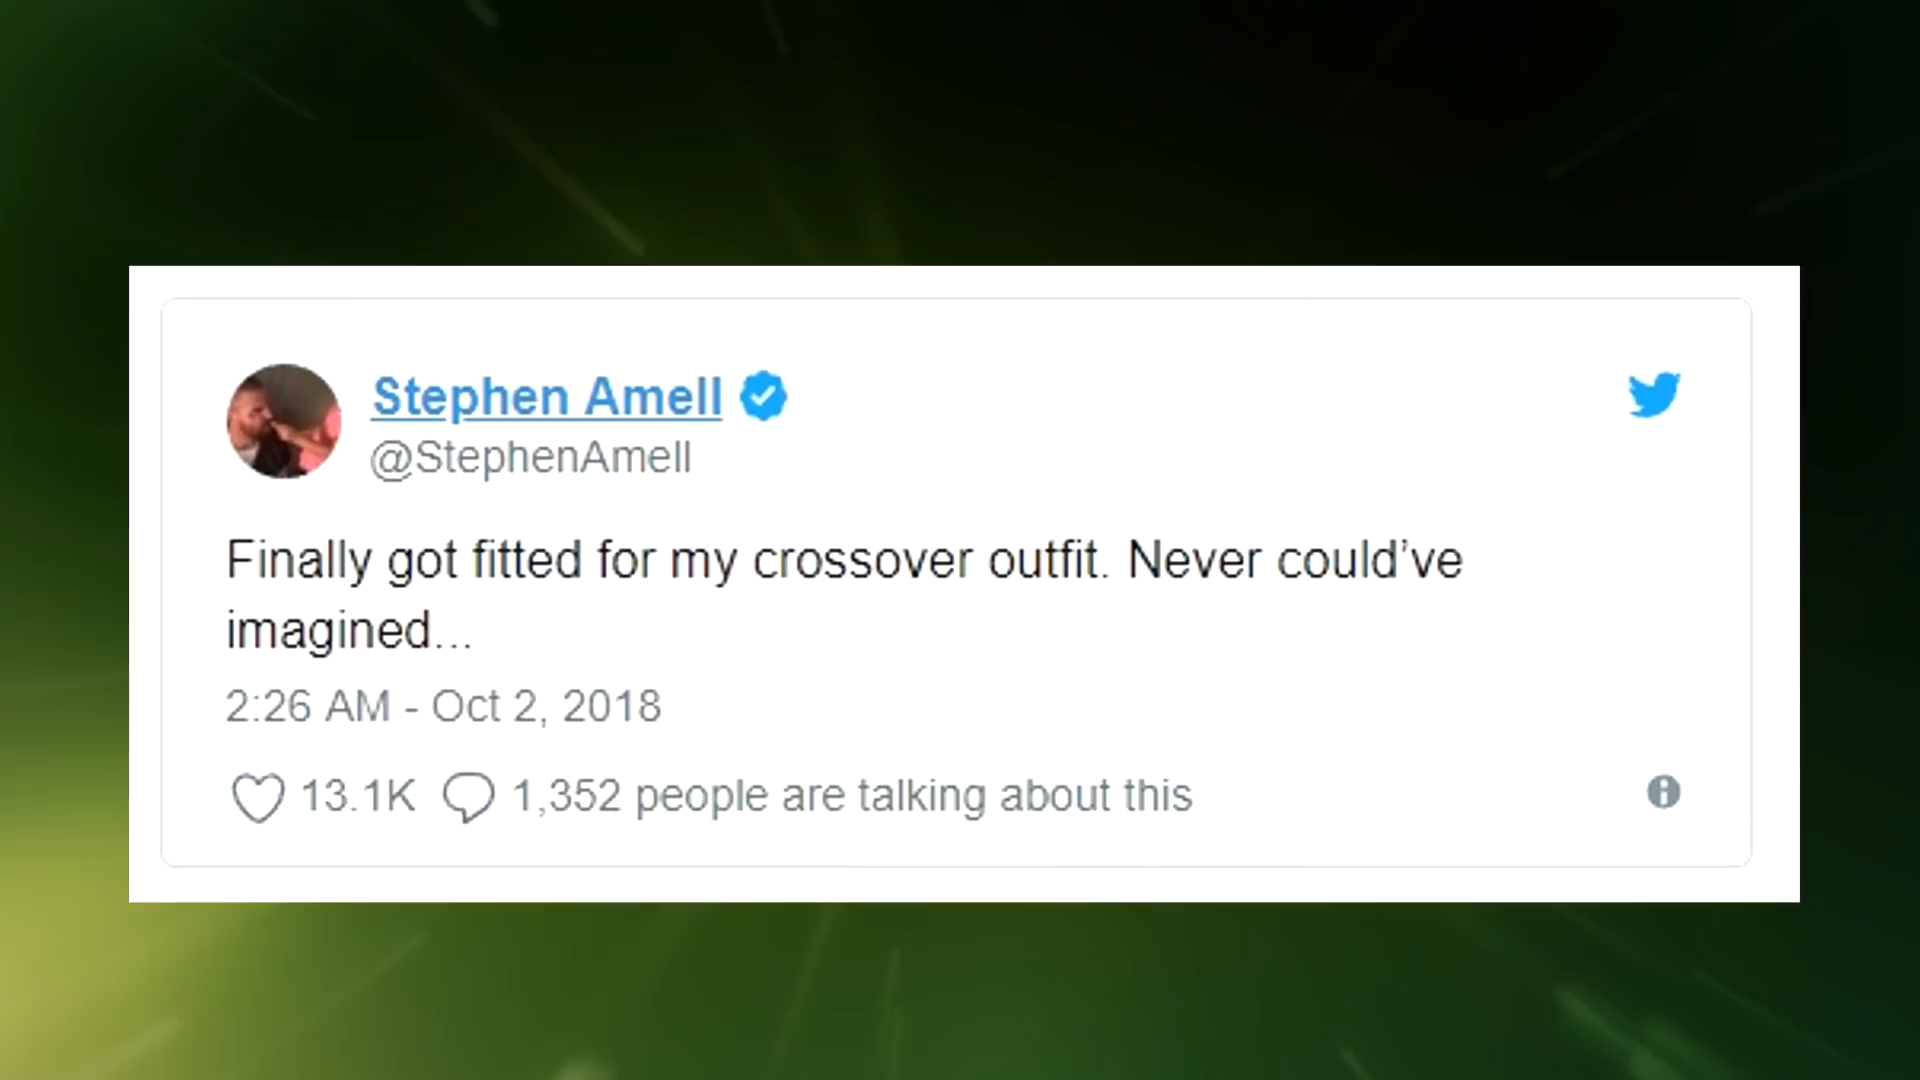 Stephen Amell
@StephenAmell
Finally got fitted for my crossover outfit. Never could’ve
imagined...
2:26 AM - Oct 2, 2018
13.1K 1,352 people are talking about this